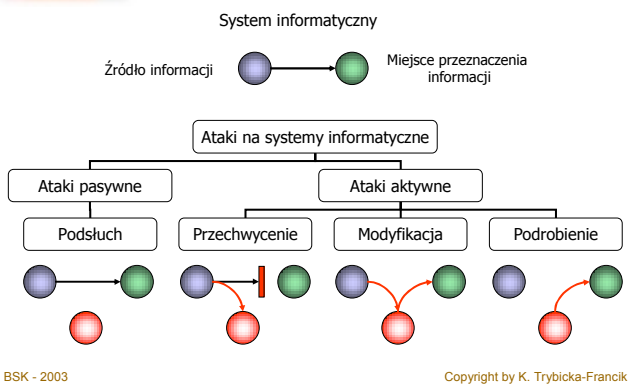 System informatyczny
Źródło informacji
Miejsce przeznaczenia
informacji
Ataki na systemy informatyczne
Ataki pasywne
Ataki aktywne
Podsłuch
Przechwycenie
Modyfikacja
Podrobienie
BSK - 2003
Copyright by K. Trybicka-Francik